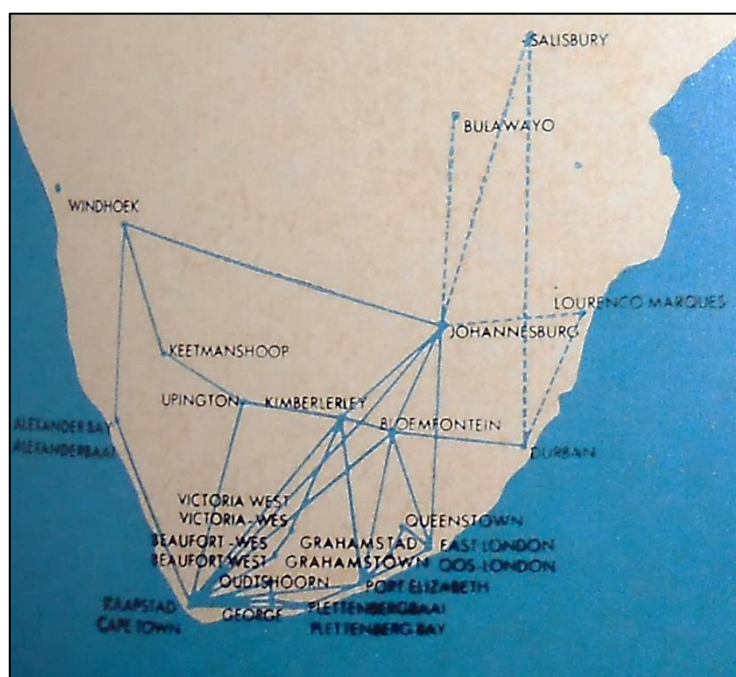 SALISBURY
BULAWAYO
WINDHOEK
LOURENCO MARQUES
JOHANNESBURG
KEETMANSHOOP
UPINGTON
KIMBERLERLEY
ALEXANDER BAY
ALEXANDERBAAI
BLOEMFONTEIN
DURBAN
VICTORIA WEST
VICTORIA-WES
QUEENSTOWN
BEAUFORT-WES
BEAUFORT WEST
GRAHAMSTAD
GRAHAMSTOWN
EAST LONDON
OOS-LONDON
OUDTSHOORN
PORT ELIZABETH
KAAPSTAD
CAPE TOWN
GEORGE
PLETTENBERGBAAI
PLETTENBERG BAY